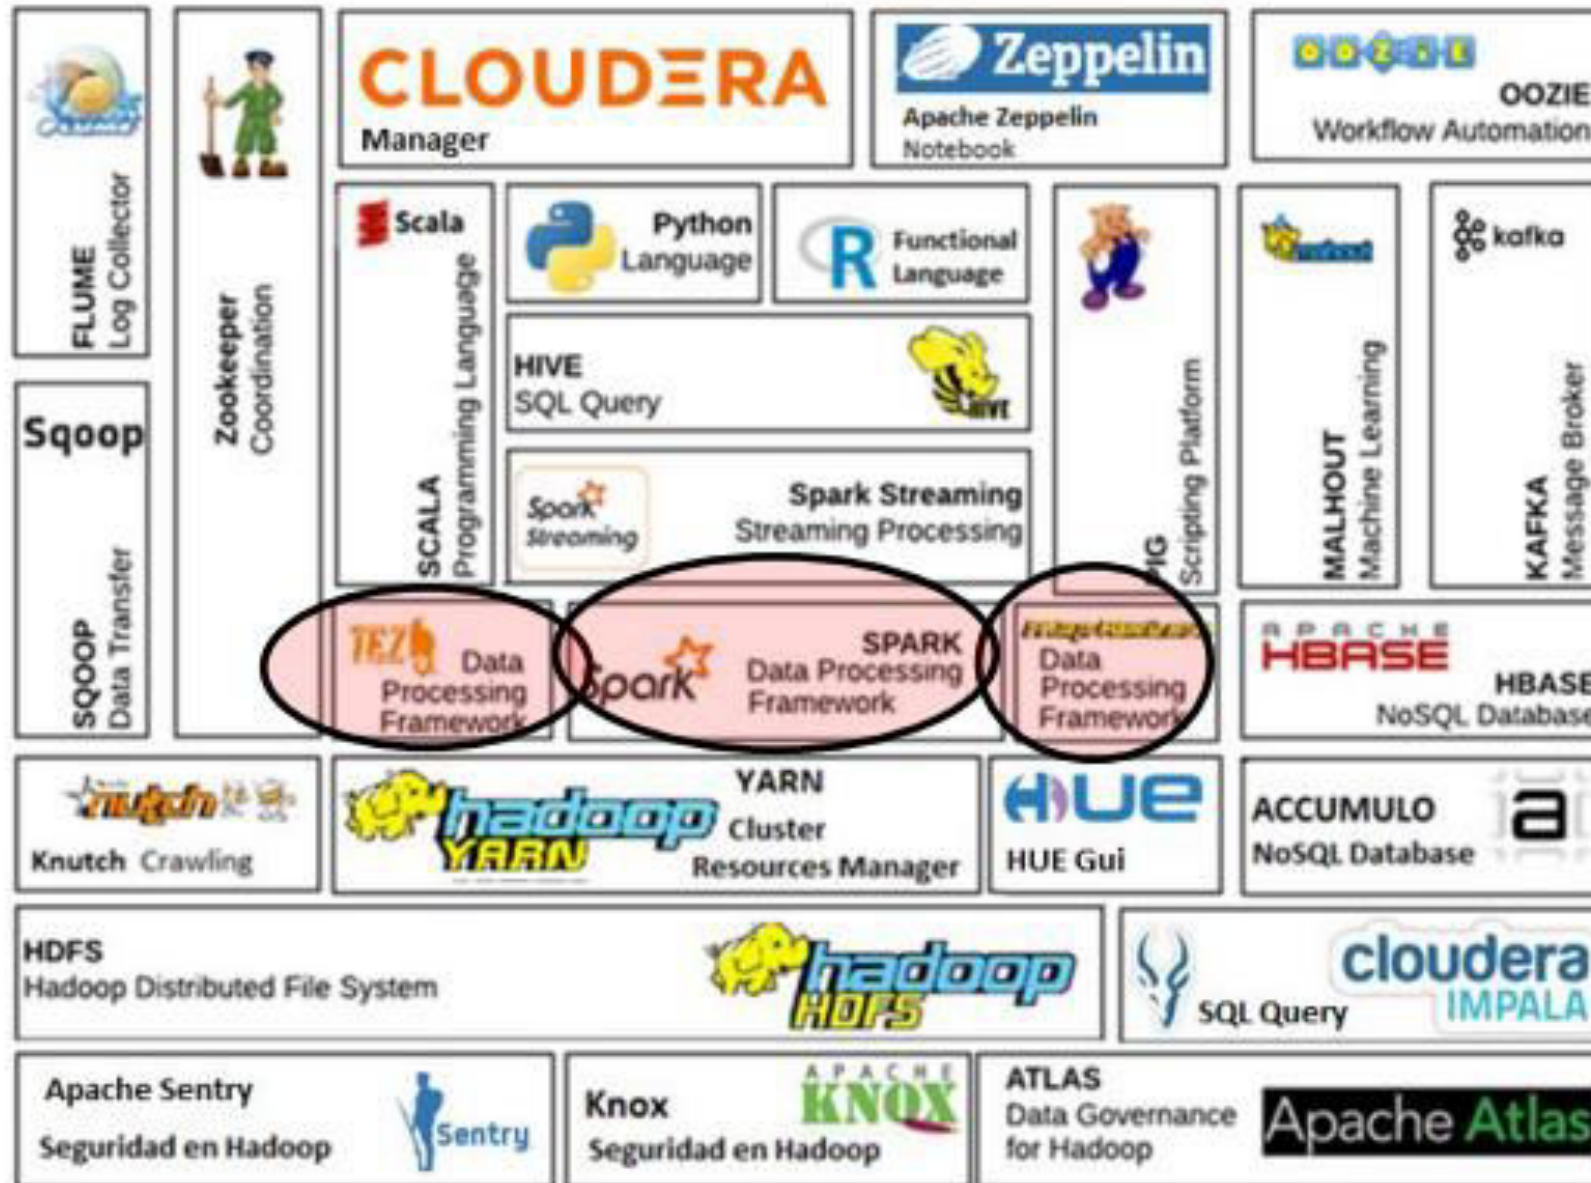 FLUME
Log Collector
Zookeeper
Coordination
CLOUDERA
Manager
Zeppelin
Apache Zeppelin
Notebook
OOZIE
OOZIE
Workflow Automation
Sqoop
SQOOP
Data Transfer
Scala
SCALA
Programming Language
Python
Language
R
Functional
Language
HIVE
SQL Query
HIVE
Spark
Streaming
Spark Streaming
Streaming Processing
PIG
Scripting Platform
mahout
MALHOUT
Machine Learning
kafka
KAFKA
Message Broker
TEZ
Data
Processing
Framework
Spark
SPARK
Data Processing
Framework
Data
Processing
Framework
APACHE
HBASE
HBASE
NoSQL Database
nutch
Knutch Crawling
hadoop
YARN
YARN
Cluster
Resources Manager
HUE
HUE Gui
ACCUMULO
NoSQL Database
a
HDFS
Hadoop Distributed File System
hadoop
HDFS
SQL Query
cloudera
IMPALA
Apache Sentry
Seguridad en Hadoop
Sentry
Knox
Seguridad en Hadoop
APACHE
KNOX
ATLAS
Data Governance
for Hadoop
Apache Atlas